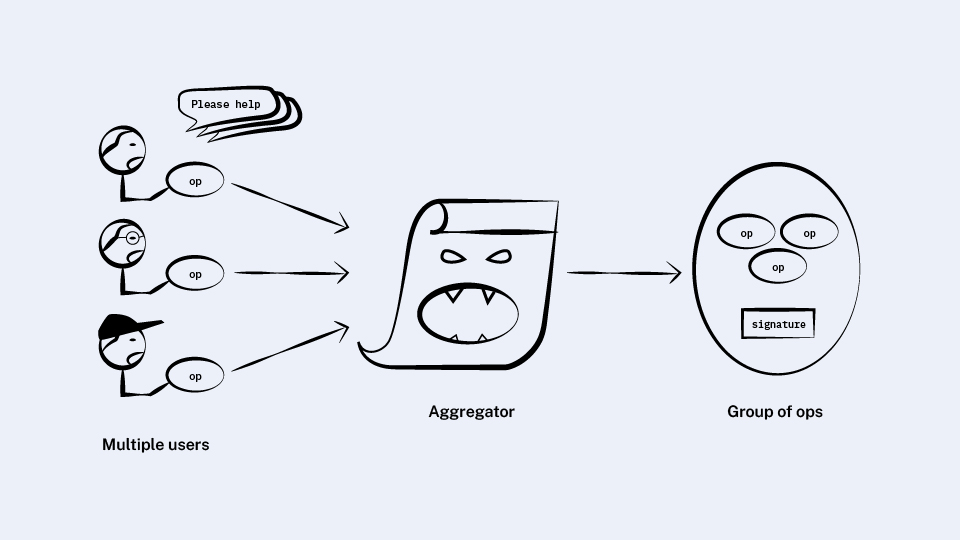 Please help
op
op
op
Multiple users
Aggregator
op
op
op
signature
Group of ops